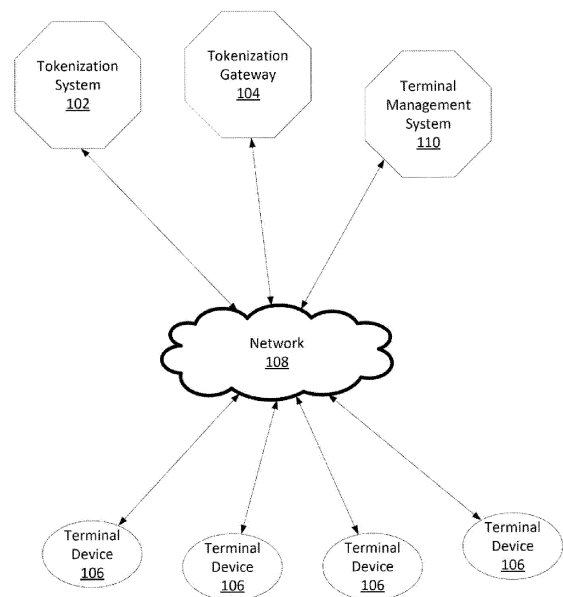 Tokenization
System
102
Tokenization
Gateway
104
Terminal
Management
System
110
Network
108
Terminal
Device
106
Terminal
Device
106
Terminal
Device
106
Terminal
Device
106